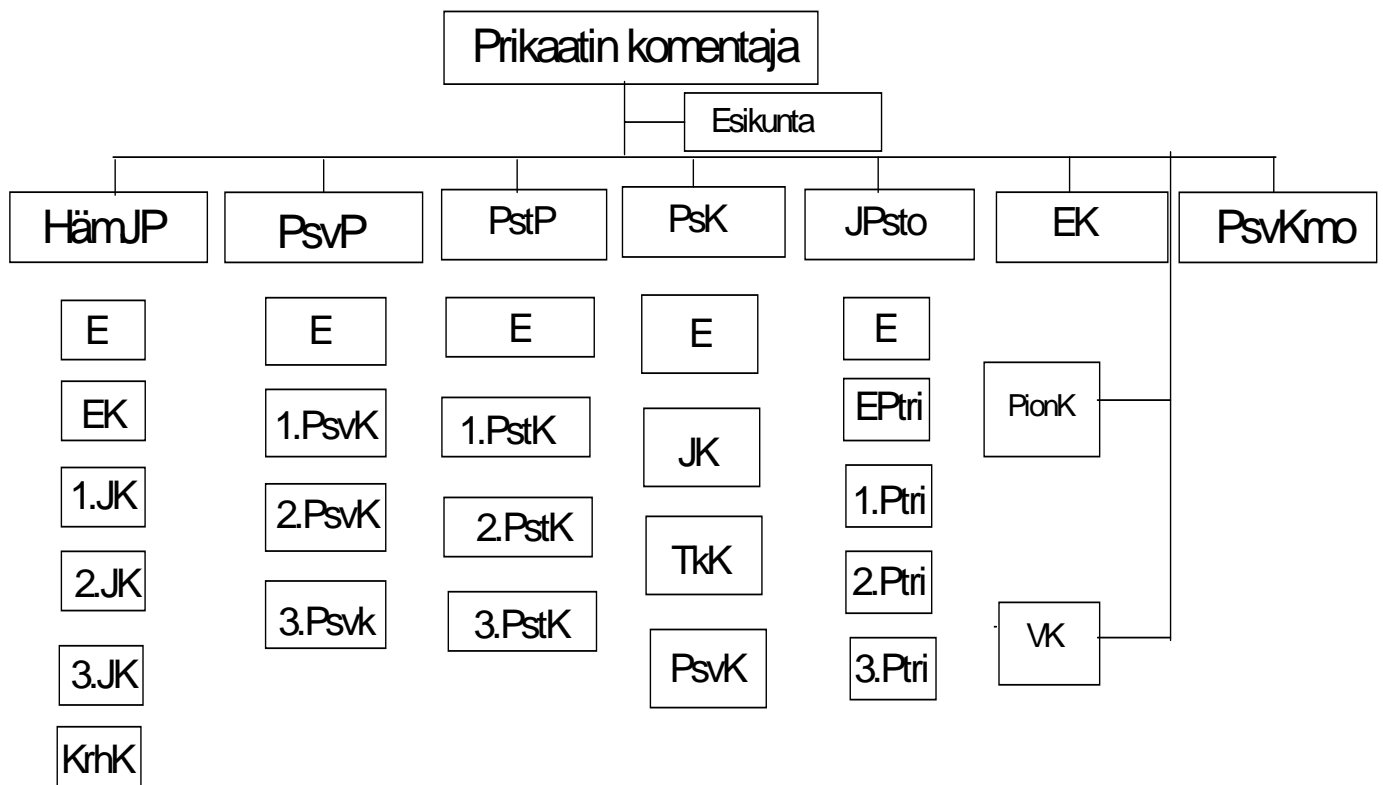 Prikaatin komentaja
Esikunta
HämJP
PsvP
PstP
PsK
JPsto
EK
PsvKmo
E
EK
1.JK
2.JK
3.JK
KrhK
E
1.PsvK
2.PsvK
3.Psvk
E
1.PstK
2.PstK
3.PstK
E
JK
TkK
PsvK
E
EPtri
1.Ptri
2.Ptri
3.Ptri
PionK
VK